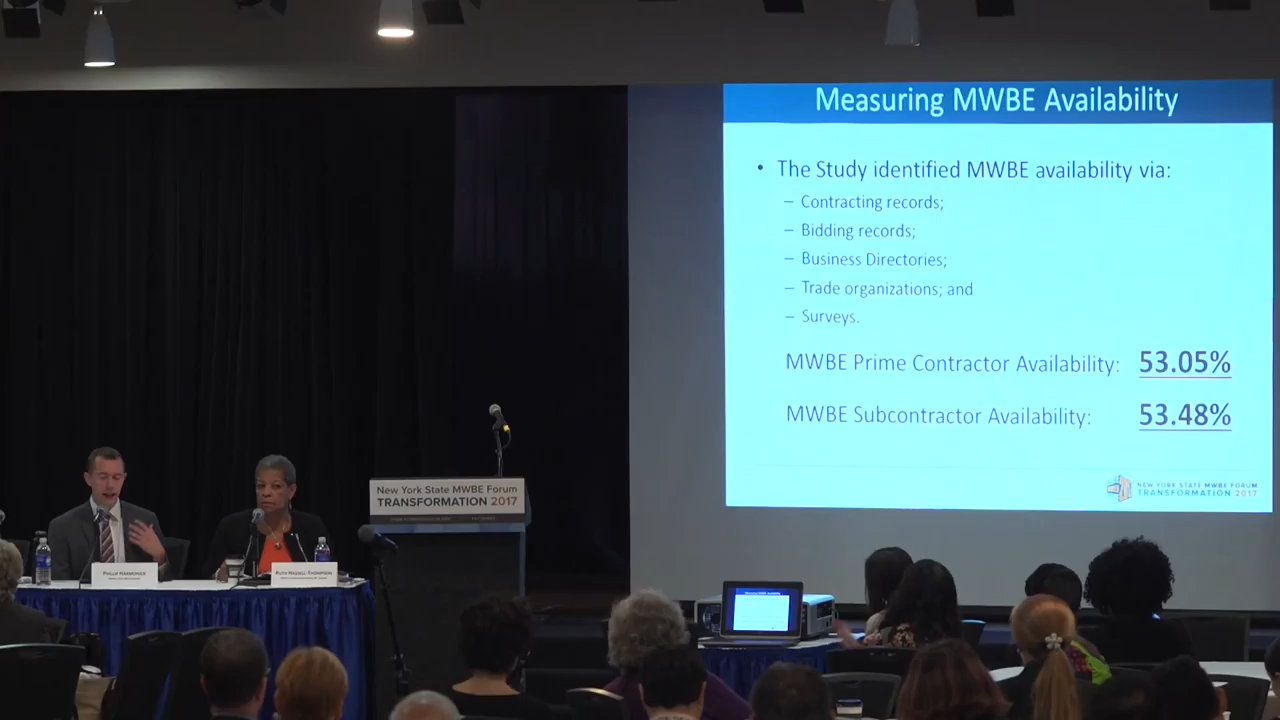 Measuring MWBE Availability
• The Study identified MWBE availability via:
– Contracting records;
– Bidding records;
– Business Directories;
– Trade organizations; and
– Surveys.
MWBE Prime Contractor Availability: 53.05%
MWBE Subcontractor Availability: 53.48%
NEW YORK STATE MWBE FORUM
TRANSFORMATION 2017
New York State MWBE Forum
TRANSFORMATION 2017